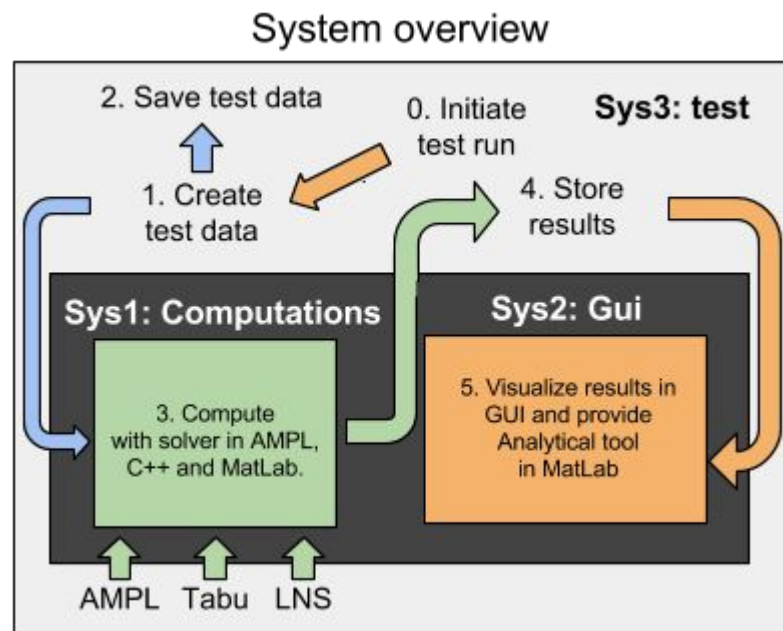 System overview
2. Save test data
0. Initiate
test run
Sys3: test
1. Create
test data
4. Store
results
Sys1: Computations
Sys2: Gui
3. Compute
with solver in AMPL,
C++ and MatLab.
5. Visualize results in
GUI and provide
Analytical tool
in MatLab
AMPL
Tabu
LNS